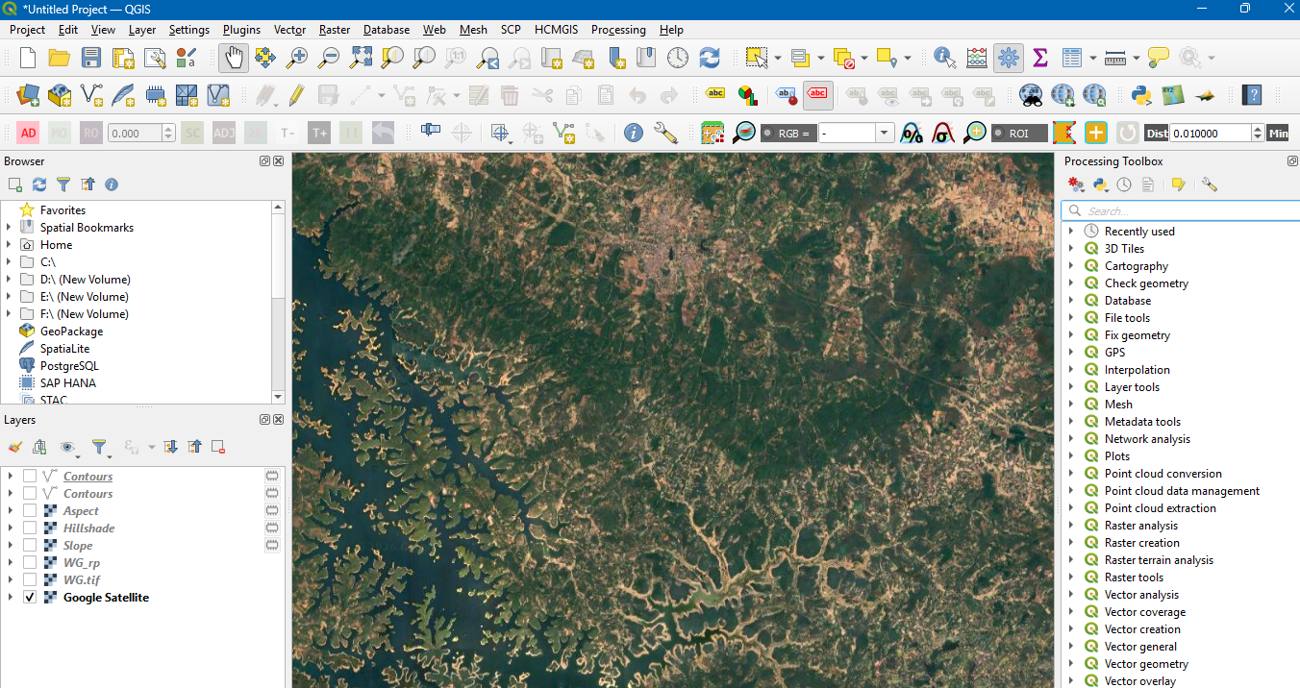 *Untitled Project — QGIS
Project Edit View Layer Settings Plugins Vector Raster Database Web Mesh SCP HCMGIS Processing Help
abc abc abc
AD MO RO 0.000 SC ADJ T- T+ RGB = - ROI Dist 0.010000 Min
Browser
Favorites
Spatial Bookmarks
Home
C:\
D:\ (New Volume)
E:\ (New Volume)
F:\ (New Volume)
GeoPackage
SpatiaLite
PostgreSQL
SAP HANA
STAC
Layers
Contours
Contours
Aspect
Hillshade
Slope
WG_rp
WG.tif
Google Satellite
Processing Toolbox
Search...
Recently used
3D Tiles
Cartography
Check geometry
Database
File tools
Fix geometry
GPS
Interpolation
Layer tools
Mesh
Metadata tools
Network analysis
Plots
Point cloud conversion
Point cloud data management
Point cloud extraction
Raster analysis
Raster creation
Raster terrain analysis
Raster tools
Vector analysis
Vector coverage
Vector creation
Vector general
Vector geometry
Vector overlay